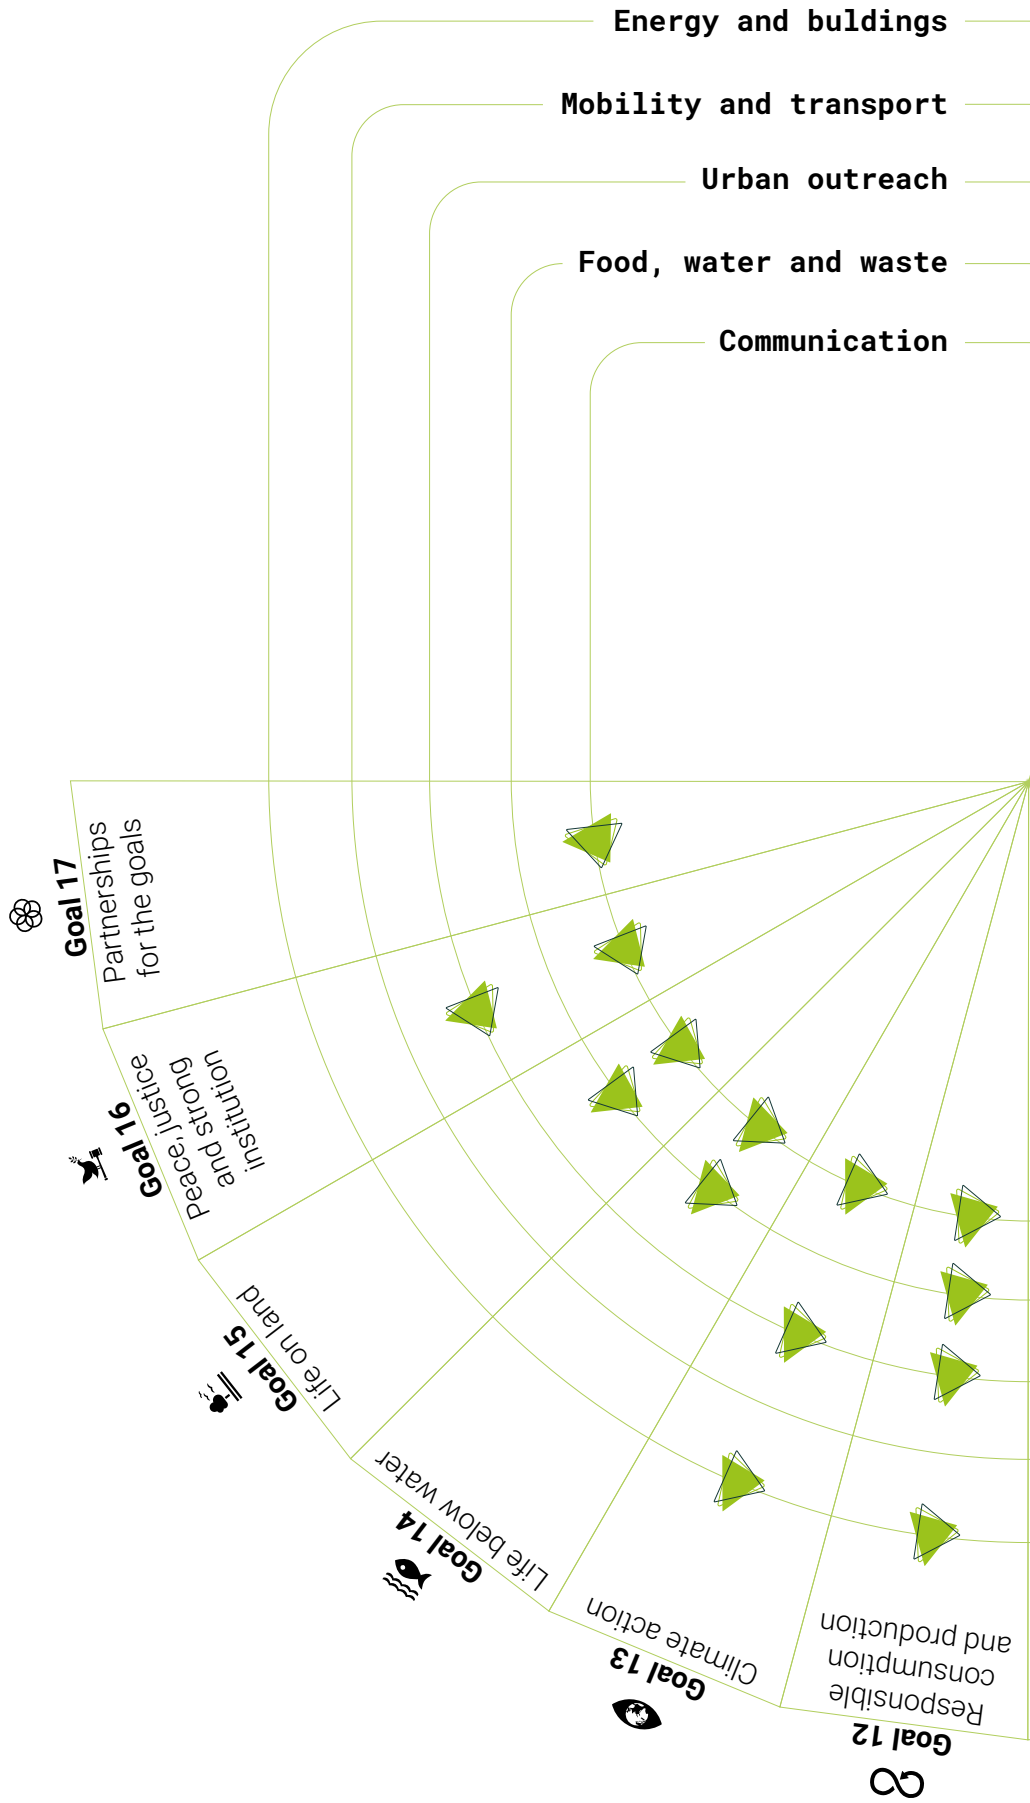 Energy and buldings
Mobility and transport
Urban outreach
Food, water and waste
Communication
Goal 17
Partnerships
for the goals
Goal 16
Peace, justice
and strong
institution
Goal 15
Life on land
Goal 14
Life below water
Goal 13
Climate action
Goal 12
Responsible
consumption
and production